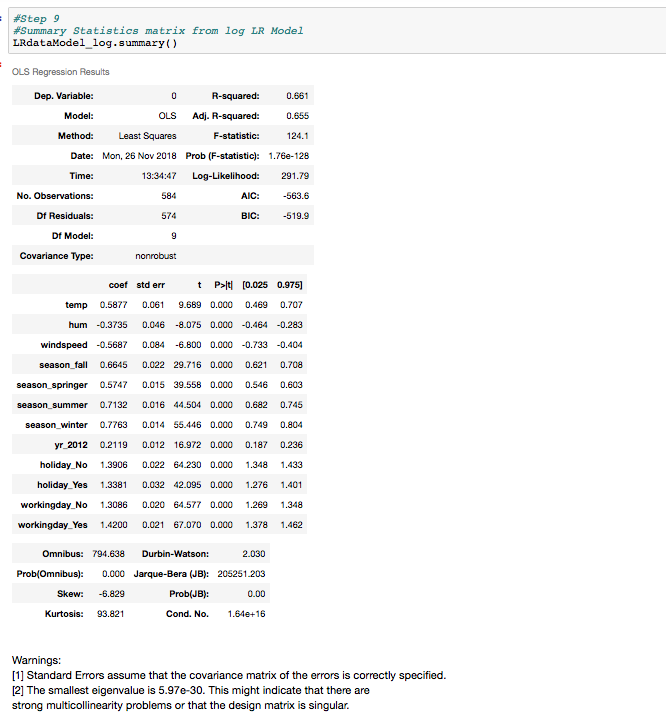 #Step 9
#Summary Statistics matrix from log LR Model
LRdataModel_log.summary()
OLS Regression Results
Dep. Variable: 0 R-squared: 0.661
Model: OLS Adj. R-squared: 0.655
Method: Least Squares F-statistic: 124.1
Date: Mon, 26 Nov 2018 Prob (F-statistic): 1.76e-128
Time: 13:34:47 Log-Likelihood: 291.79
No. Observations: 584 AIC: -563.6
Df Residuals: 574 BIC: -519.9
Df Model: 9
Covariance Type: nonrobust
coef std err t P>|t| [0.025 0.975]
temp 0.5877 0.061 9.689 0.000 0.469 0.707
hum -0.3735 0.046 -8.075 0.000 -0.464 -0.283
windspeed -0.5687 0.084 -6.800 0.000 -0.733 -0.404
season_fall 0.6645 0.022 29.716 0.000 0.621 0.708
season_springer 0.5747 0.015 39.558 0.000 0.546 0.603
season_summer 0.7132 0.016 44.504 0.000 0.682 0.745
season_winter 0.7763 0.014 55.446 0.000 0.749 0.804
yr_2012 0.2119 0.012 16.972 0.000 0.187 0.236
holiday_No 1.3906 0.022 64.230 0.000 1.348 1.433
holiday_Yes 1.3381 0.032 42.095 0.000 1.276 1.401
workingday_No 1.3086 0.020 64.577 0.000 1.269 1.348
workingday_Yes 1.4200 0.021 67.070 0.000 1.378 1.462
Omnibus: 794.638 Durbin-Watson: 2.030
Prob(Omnibus): 0.000 Jarque-Bera (JB): 205251.203
Skew: -6.829 Prob(JB): 0.00
Kurtosis: 93.821 Cond. No. 1.64e+16
Warnings:
[1] Standard Errors assume that the covariance matrix of the errors is correctly specified.
[2] The smallest eigenvalue is 5.97e-30. This might indicate that there are
strong multicollinearity problems or that the design matrix is singular.